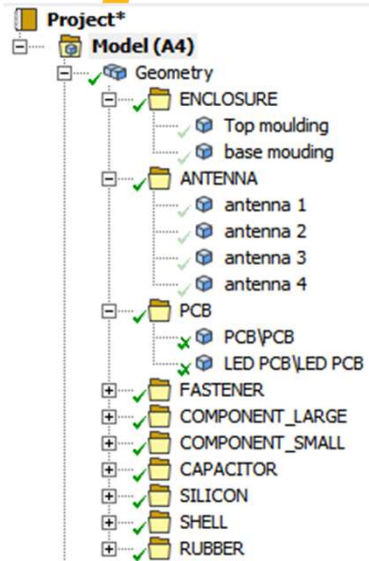 Project*
Model (A4)
Geometry
ENCLOSURE
Top moulding
base mouding
ANTENNA
antenna 1
antenna 2
antenna 3
antenna 4
PCB
PCB\PCB
LED PCB\LED PCB
FASTENER
COMPONENT_LARGE
COMPONENT_SMALL
CAPACITOR
SILICON
SHELL
RUBBER